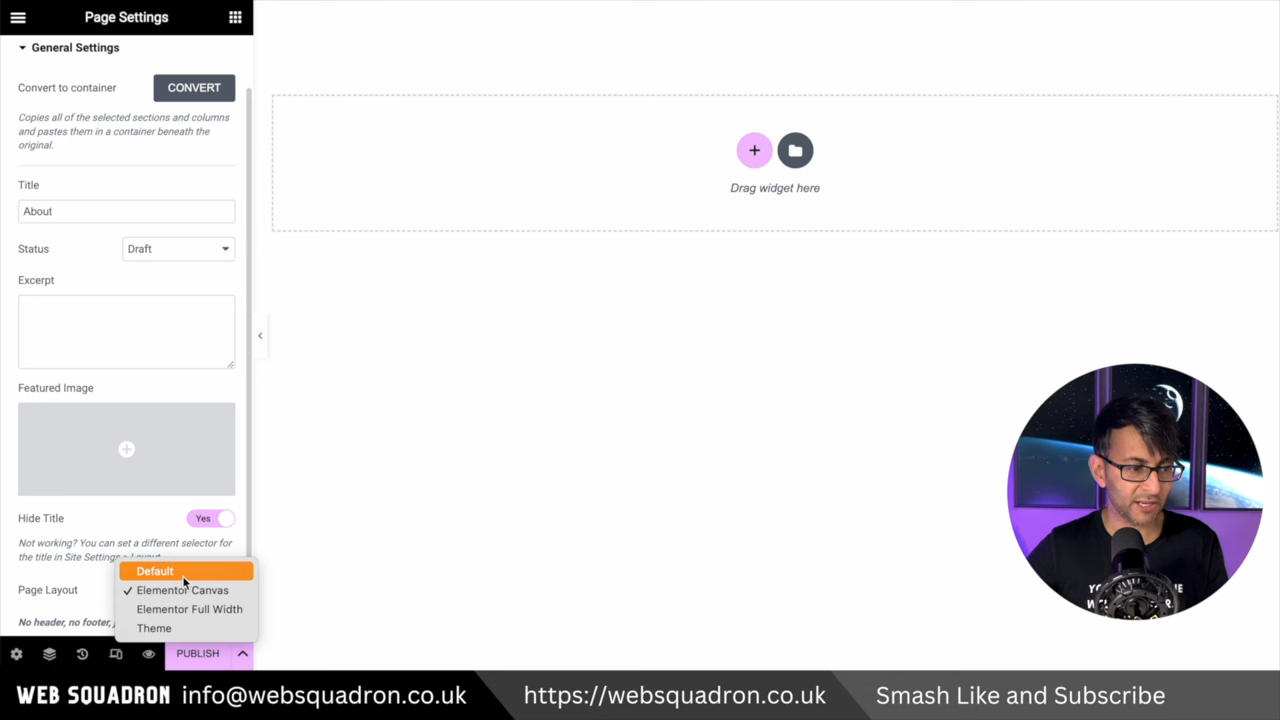 Page Settings
General Settings
Convert to container
CONVERT
Copies all of the selected sections and columns
and pastes them in a container beneath the
original.
Title
About
Status
Draft
Excerpt
Featured Image
Hide Title
Yes
Not working? You can set a different selector for
the title in Site Settings > Layout
Page Layout
Default
Elementor Canvas
Elementor Full Width
Theme
No header, no footer,
PUBLISH
Drag widget here
WEB SQUADRON
info@websquadron.co.uk
https://websquadron.co.uk
Smash Like and Subscribe